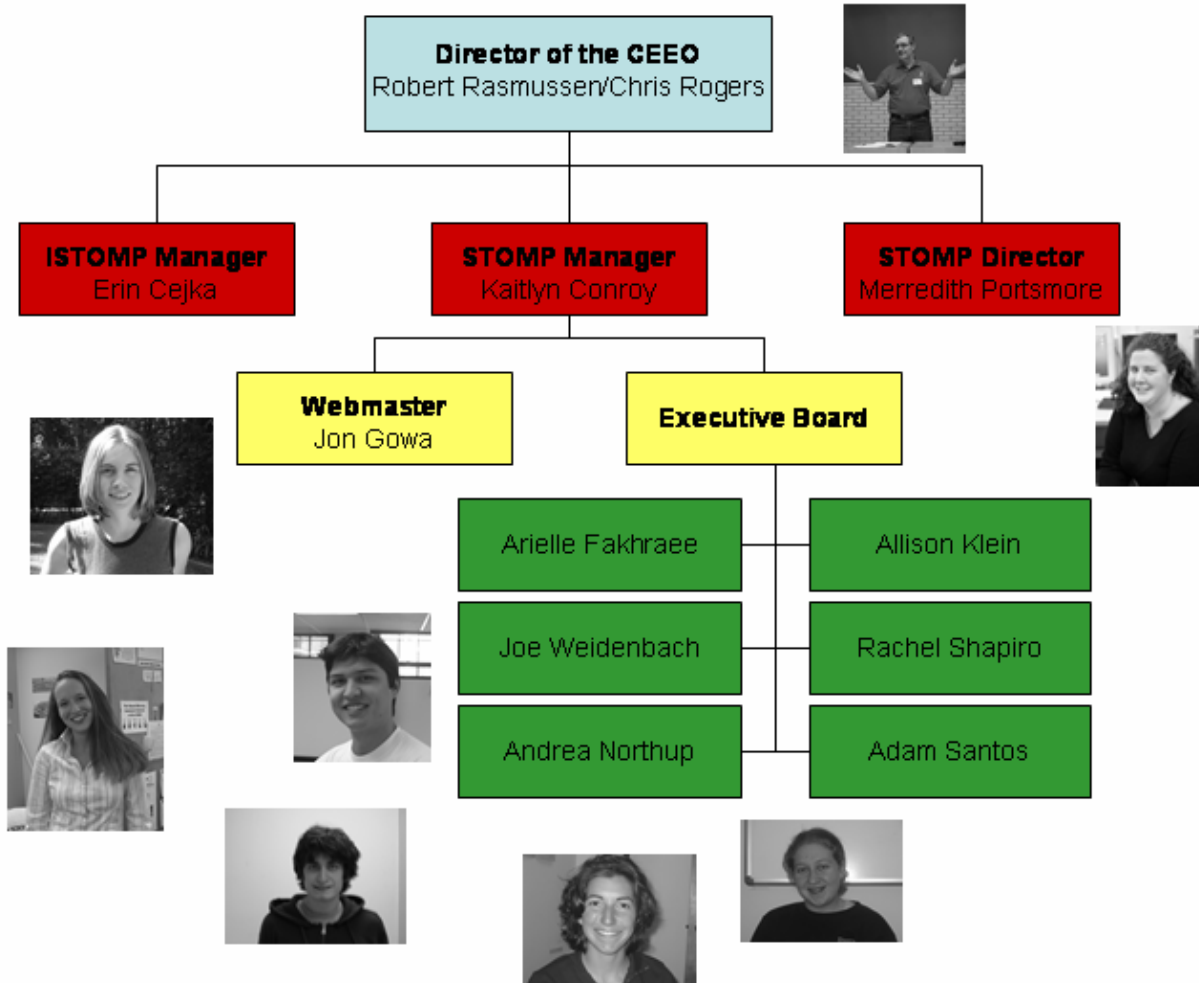 Director of the CEEO
Robert Rasmussen/Chris Rogers
ISTOMP Manager
Erin Cejka
STOMP Manager
Kaitlyn Conroy
STOMP Director
Merredith Portsmore
Webmaster
Jon Gowa
Executive Board
Arielle Fakhraee
Allison Klein
Joe Weidenbach
Rachel Shapiro
Andrea Northup
Adam Santos